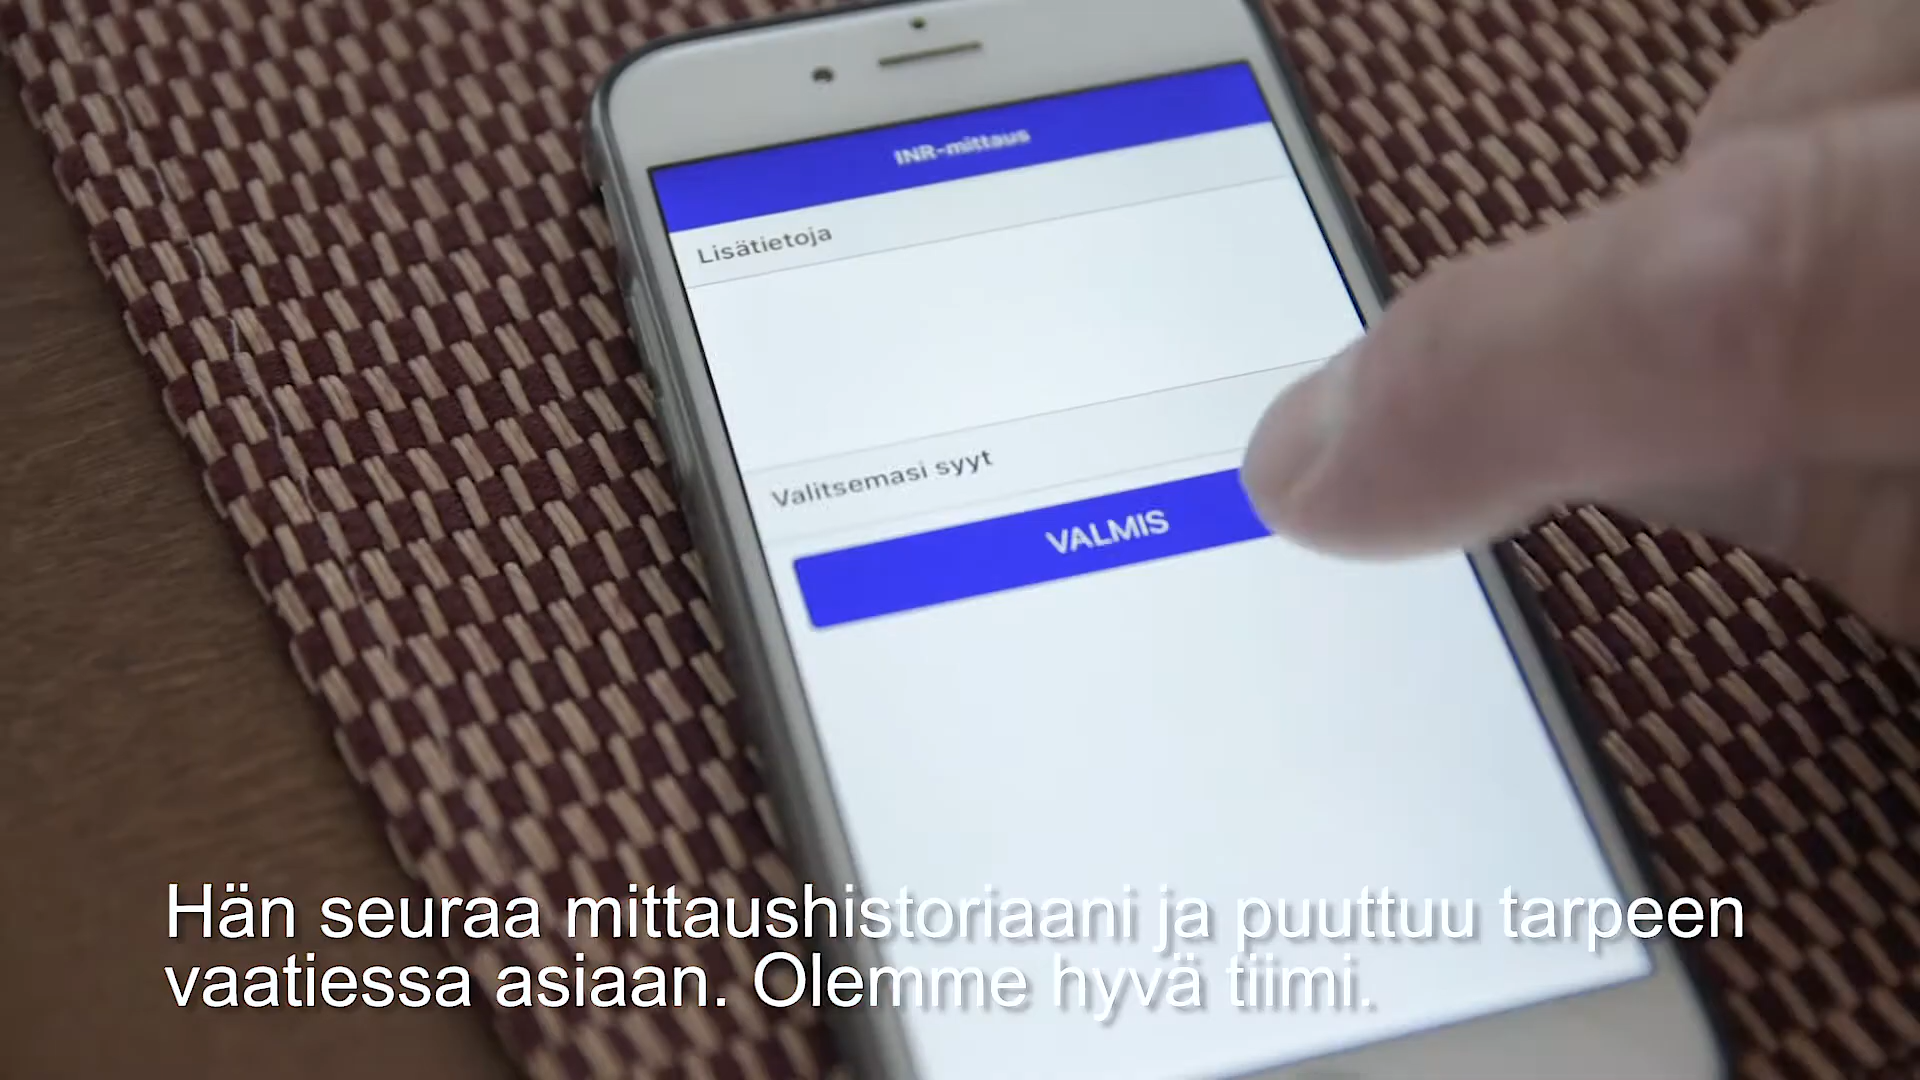 INR-mittaus
Lisätietoja
Valitsemasi syyt
VALMIS
Hän seuraa mittaushistoriaani ja puuttuu tarpeen
vaatiessa asiaan. Olemme hyvä tiimi.